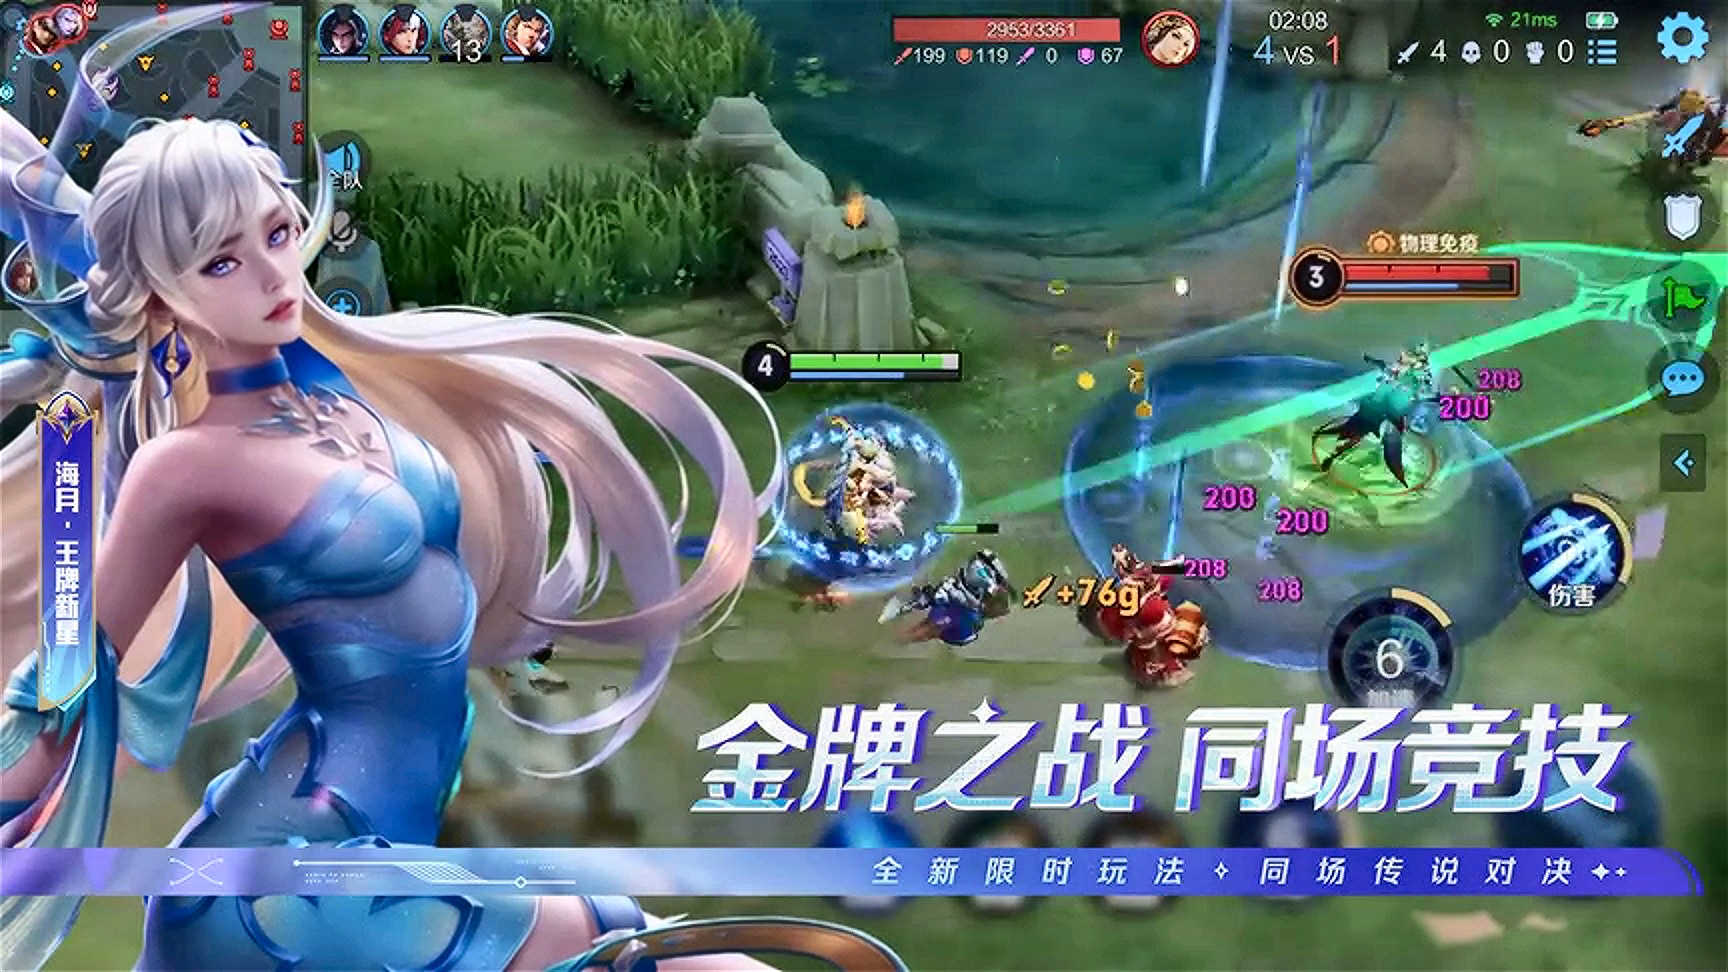 13
2953/3361
199 119 0 67
02:08
4 VS 1
21ms
4 0 0
全队
物理免疫
3
4
208
200
200
200
208
208
+76g
伤害
6
海月·王牌新星
金牌之战 同场竞技
全新限时玩法 同场传说对决